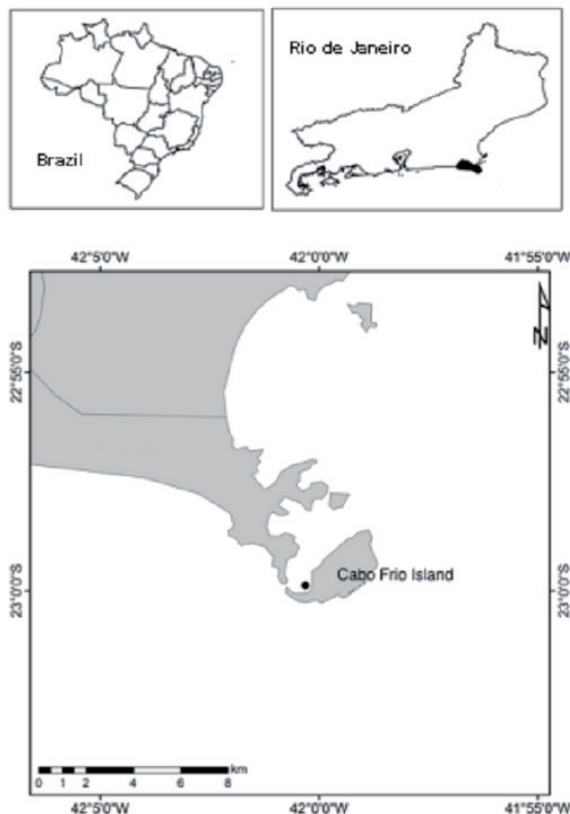 Brazil
Rio de Janeiro
42°5'0"W 42°0'0"W 41°55'0"W
N
22°55'0"S 22°55'0"S
Cabo Frio Island
23°0'0"S 23°0'0"S
km
0 1 2 4 6 8
42°5'0"W 42°0'0"W 41°55'0"W